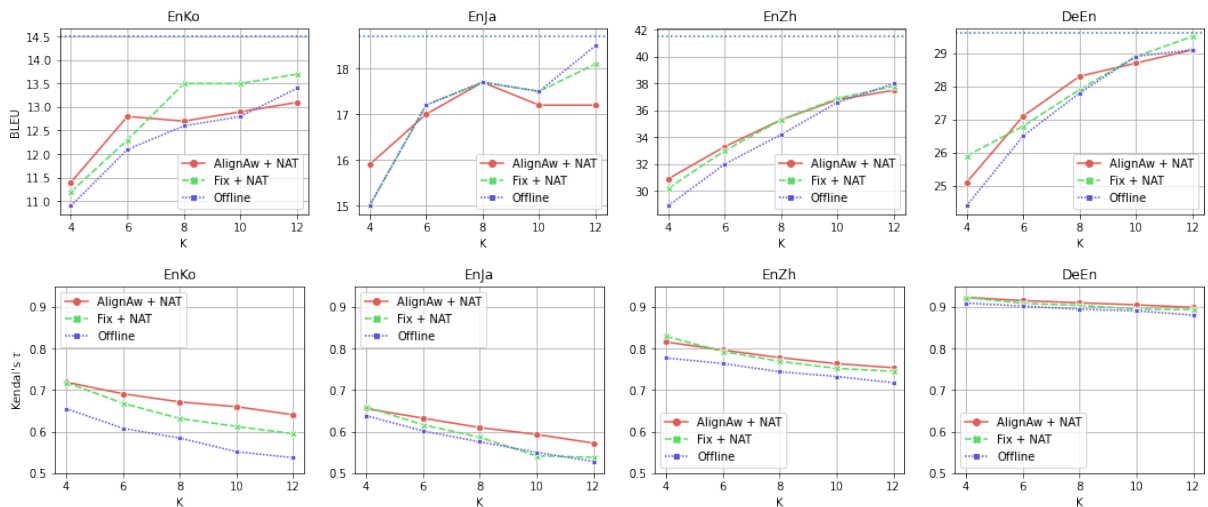 EnKo
BLEU
14.5
14.0
13.5
13.0
12.5
12.0
11.5
11.0
4 6 8 10 12
K
AlignAw + NAT
Fix + NAT
Offline
EnJa
18
17
16
15
4 6 8 10 12
K
AlignAw + NAT
Fix + NAT
Offline
EnZh
42
40
38
36
34
32
30
4 6 8 10 12
K
AlignAw + NAT
Fix + NAT
Offline
DeEn
29
28
27
26
25
4 6 8 10 12
K
AlignAw + NAT
Fix + NAT
Offline
EnKo
Kendal's τ
0.9
0.8
0.7
0.6
0.5
4 6 8 10 12
K
AlignAw + NAT
Fix + NAT
Offline
EnJa
0.9
0.8
0.7
0.6
0.5
4 6 8 10 12
K
AlignAw + NAT
Fix + NAT
Offline
EnZh
0.9
0.8
0.7
0.6
0.5
4 6 8 10 12
K
AlignAw + NAT
Fix + NAT
Offline
DeEn
0.9
0.8
0.7
0.6
0.5
4 6 8 10 12
K
AlignAw + NAT
Fix + NAT
Offline